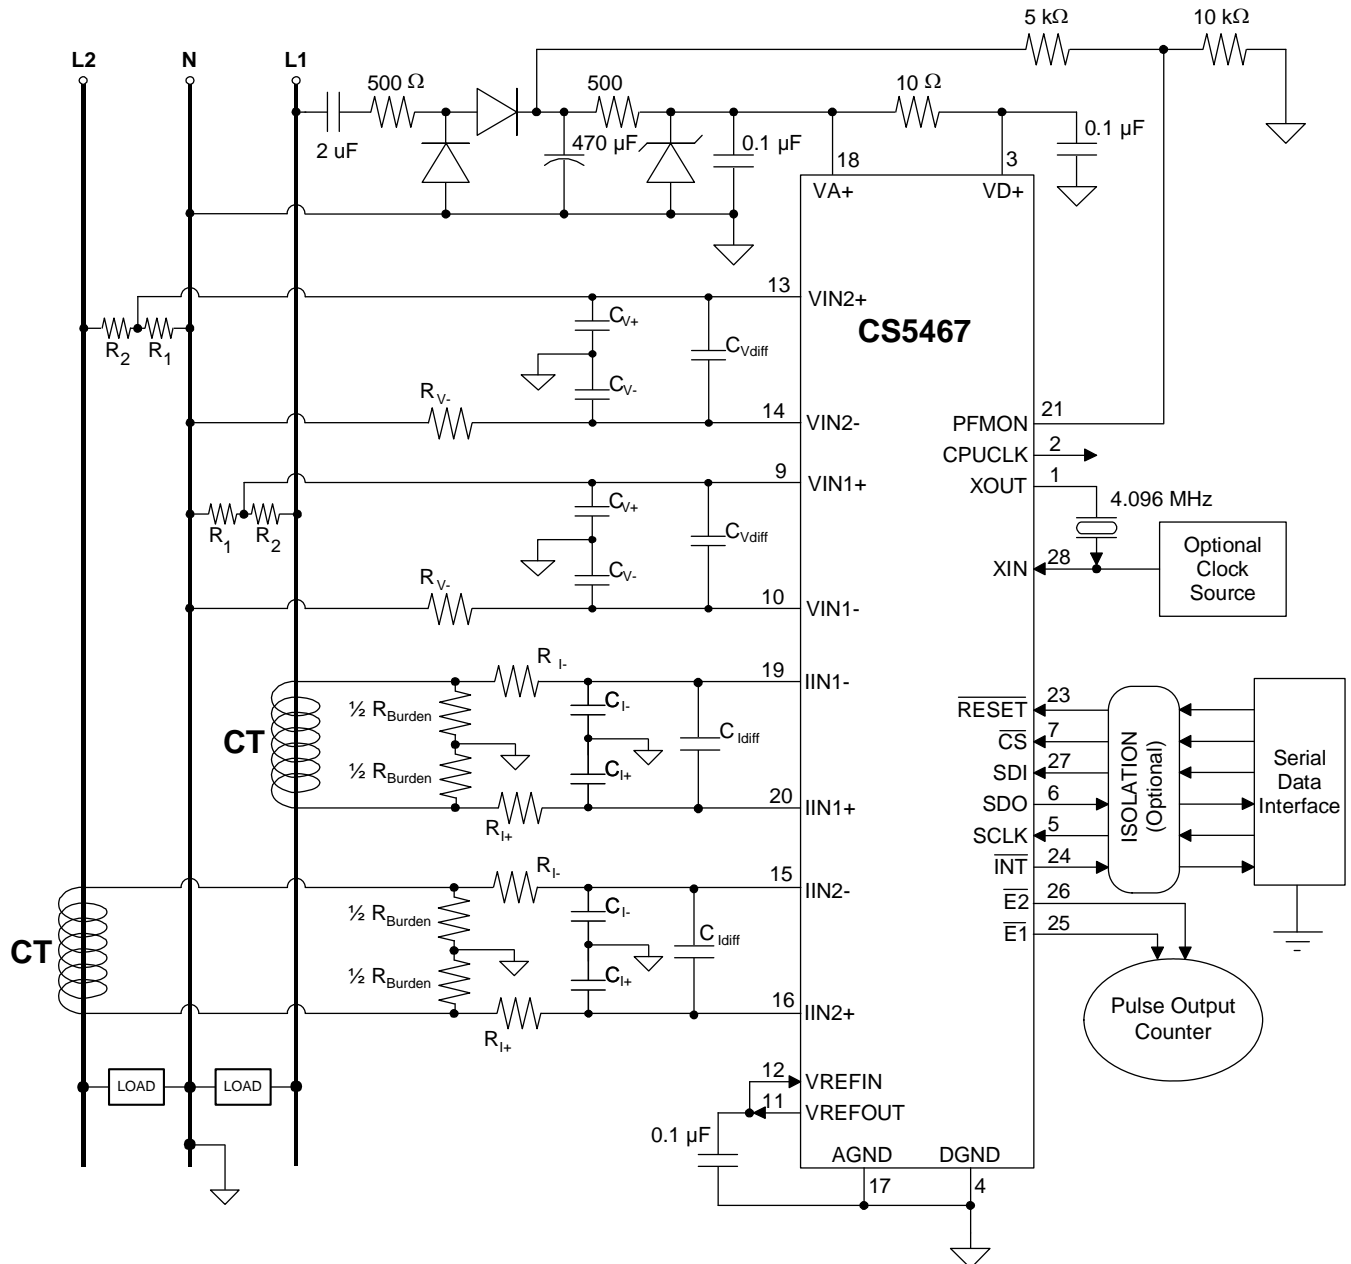 5 kΩ
10 kΩ
L2
N
L1
500 Ω
500
10 Ω
2 uF
470 µF
0.1 µF
0.1 µF
18
3
VA+
VD+
13
VIN2+
CS5467
R2
R1
CV+
CVdiff
CV-
RV-
14
VIN2-
21
PFMON
2
CPUCLK
1
XOUT
4.096 MHz
9
VIN1+
R1
R2
CV+
CVdiff
CV-
28
XIN
Optional
Clock
Source
RV-
10
VIN1-
R I-
19
IIN1-
½ RBurden
CI-
CT
CIdiff
½ RBurden
CI+
20
IIN1+
RI+
23
RESET
7
CS
27
SDI
6
SDO
5
SCLK
24
INT
ISOLATION
(Optional)
Serial
Data
Interface
RI-
15
IIN2-
26
E2
25
E1
½ RBurden
CI-
CT
CIdiff
½ RBurden
CI+
16
IIN2+
RI+
Pulse Output
Counter
LOAD
LOAD
12
VREFIN
11
VREFOUT
0.1 µF
AGND
DGND
17
4